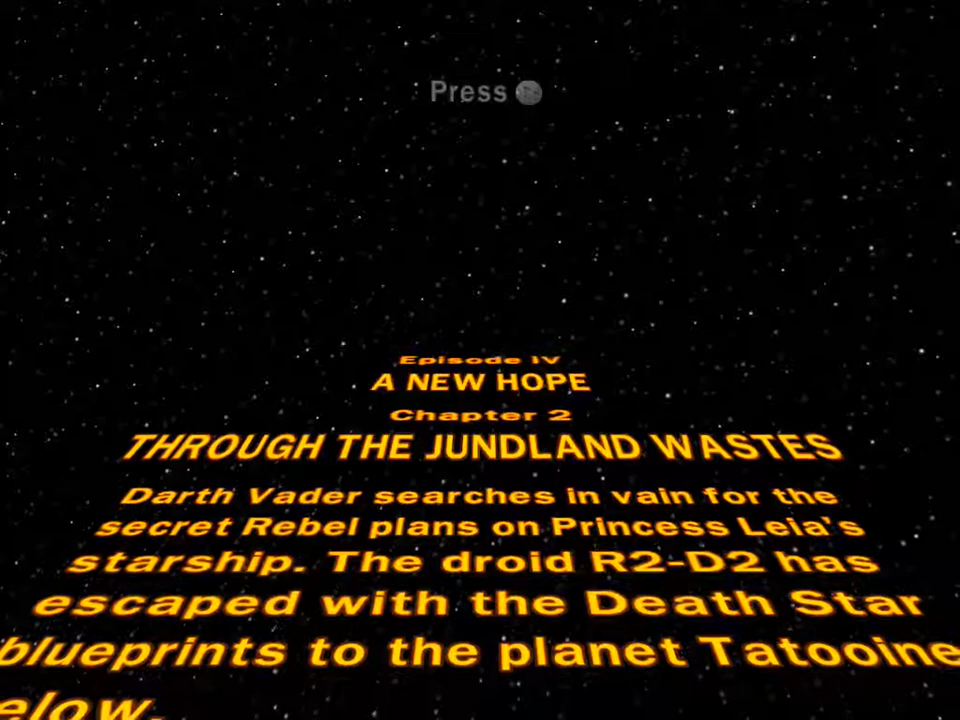 Press
Episode IV
A NEW HOPE
Chapter 2
THROUGH THE JUNDLAND WASTES
Darth Vader searches in vain for the
secret Rebel plans on Princess Leia's
starship. The droid R2-D2 has
escaped with the Death Star
blueprints to the planet Tatooine
elow.